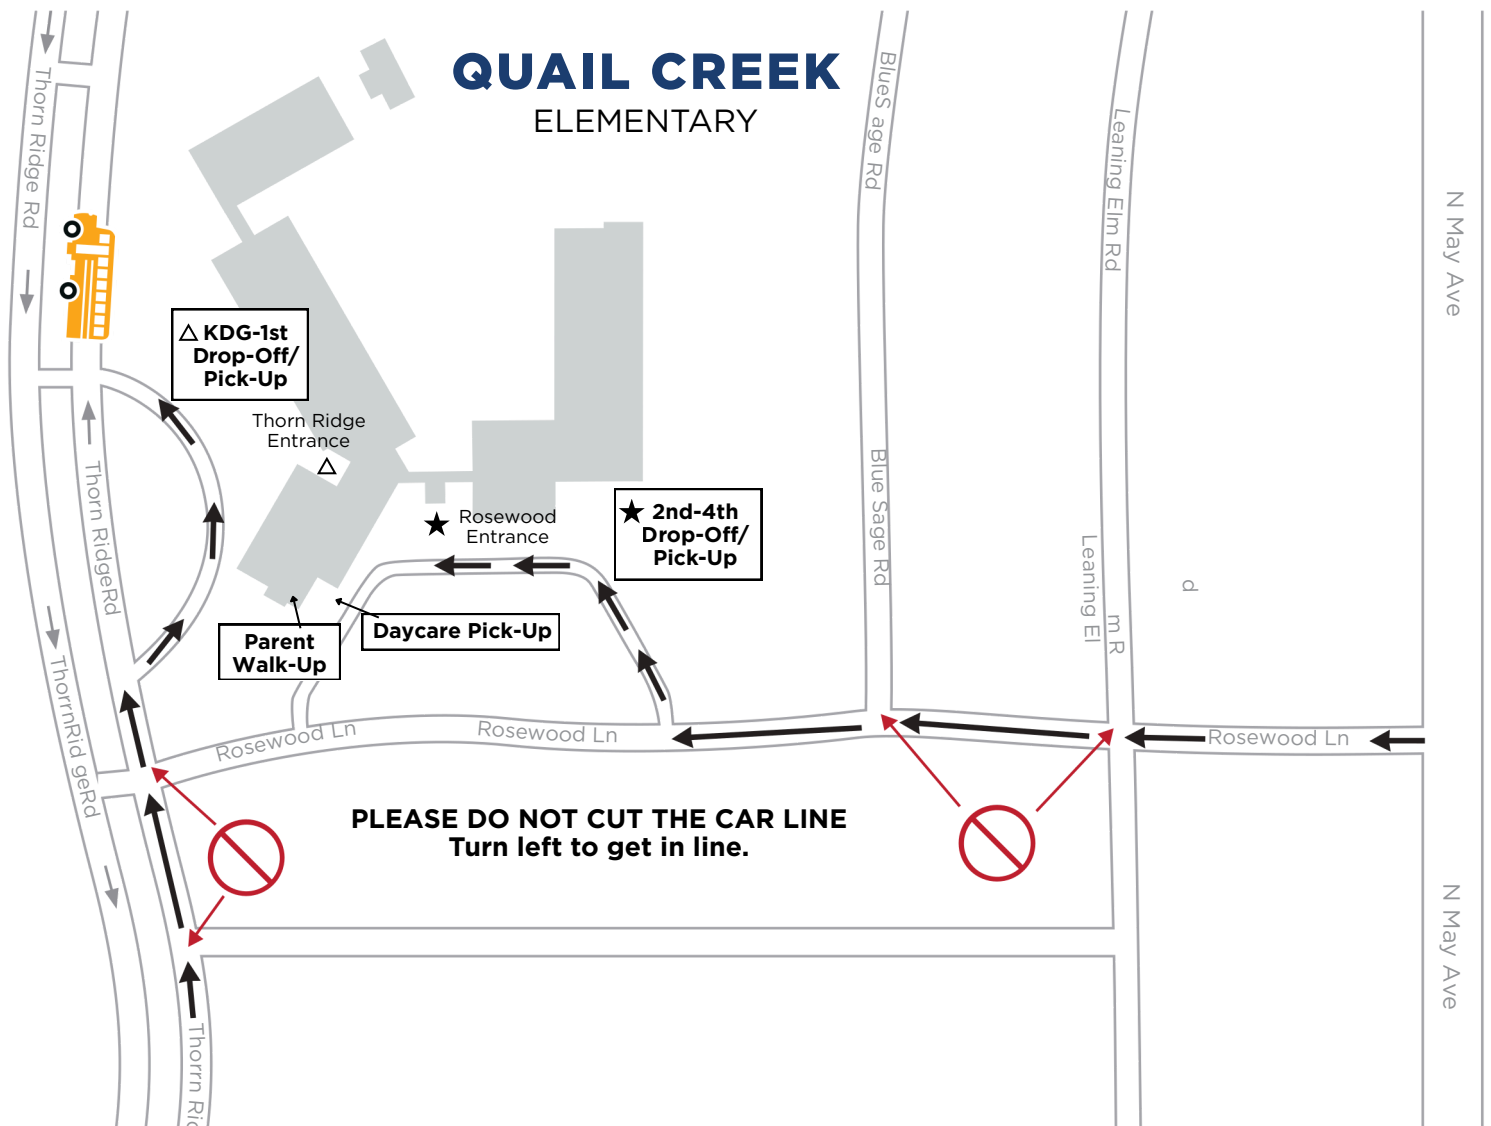 QUAIL CREEK
ELEMENTARY
Thorn Ridge Rd
BlueS age Rd
Leaning Elm Rd
N May Ave
△ KDG-1st
Drop-Off/
Pick-Up
Thorn Ridge
Entrance
Thorn RidgeRd
★ 2nd-4th
Drop-Off/
Pick-Up
Rosewood
Entrance
Blue Sage Rd
Leaning El
m R
d
Parent
Walk-Up
Daycare Pick-Up
ThorrnRid geRd
Rosewood Ln
Rosewood Ln
Rosewood Ln
PLEASE DO NOT CUT THE CAR LINE
Turn left to get in line.
N May Ave
Thorrn Ric